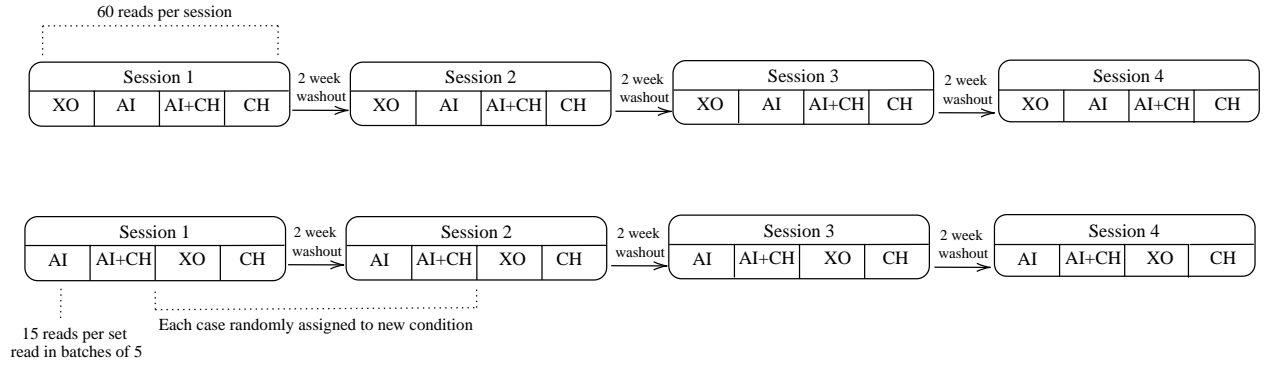 60 reads per session
Session 1
XO AI AI+CH CH
2 week
washout
Session 2
XO AI AI+CH CH
2 week
washout
Session 3
XO AI AI+CH CH
2 week
washout
Session 4
XO AI AI+CH CH
Session 1
AI AI+CH XO CH
2 week
washout
Session 2
AI AI+CH XO CH
2 week
washout
Session 3
AI AI+CH XO CH
2 week
washout
Session 4
AI AI+CH XO CH
15 reads per set
read in batches of 5
Each case randomly assigned to new condition